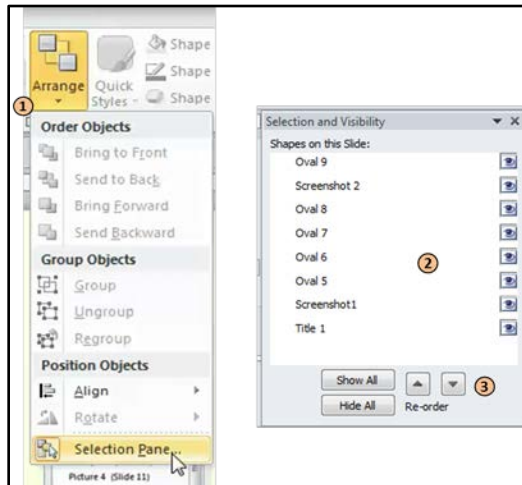 Shape
Shape
Shape
Arrange
Quick
Styles
1
Order Objects
Bring to Front
Send to Back
Bring Forward
Send Backward
Group Objects
Group
Ungroup
Regroup
Position Objects
Align
Rotate
Selection Pane...
Picture 4 (Slide 11)
Selection and Visibility
Shapes on this Slide:
Oval 9
Screenshot 2
Oval 8
Oval 7
Oval 6
Oval 5
Screenshot1
Title 1
2
Show All
3
Hide All Re-order